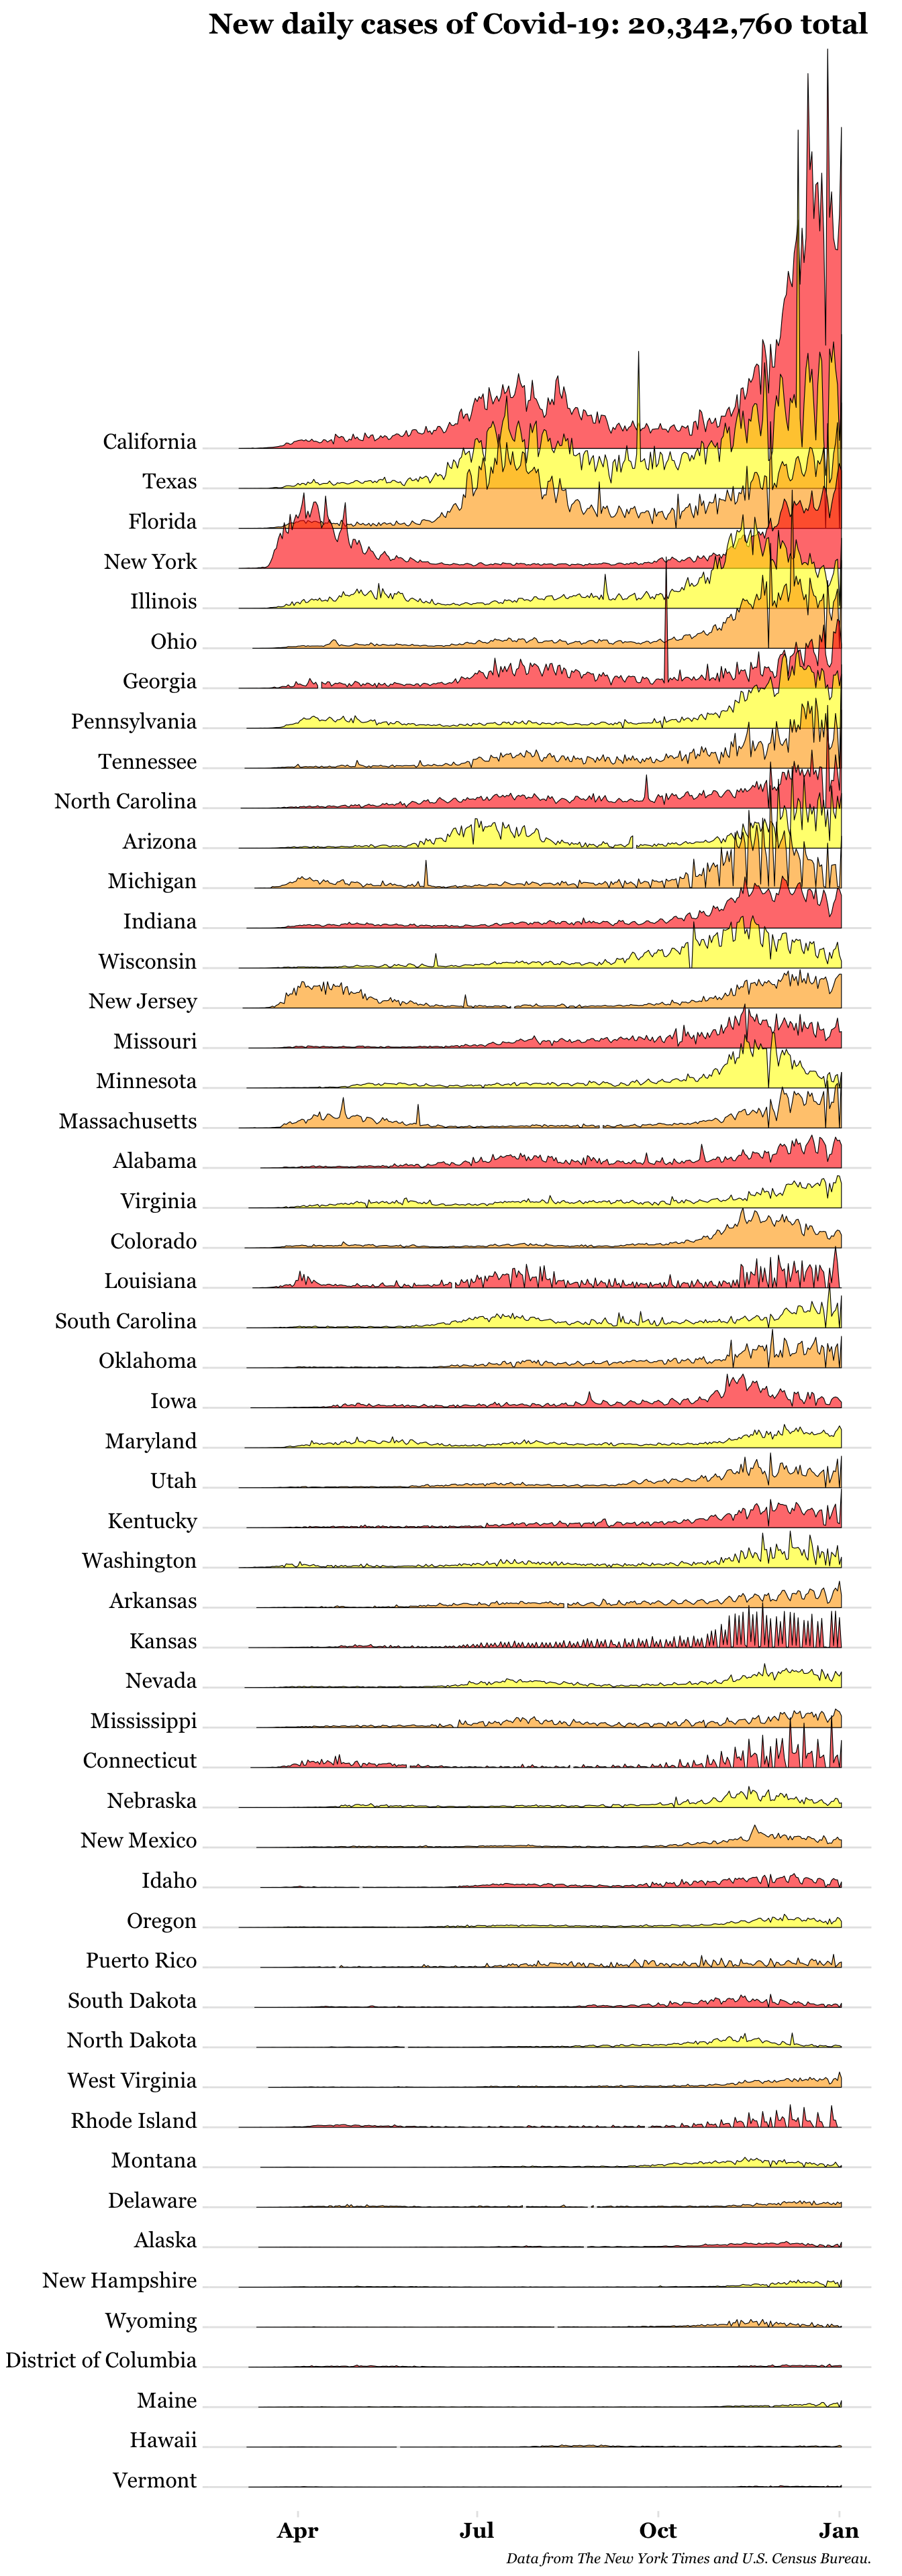 New daily cases of Covid-19: 20,342,760 total
California
Texas
Florida
New York
Illinois
Ohio
Georgia
Pennsylvania
Tennessee
North Carolina
Arizona
Michigan
Indiana
Wisconsin
New Jersey
Missouri
Minnesota
Massachusetts
Alabama
Virginia
Colorado
Louisiana
South Carolina
Oklahoma
Iowa
Maryland
Utah
Kentucky
Washington
Arkansas
Kansas
Nevada
Mississippi
Connecticut
Nebraska
New Mexico
Idaho
Oregon
Puerto Rico
South Dakota
North Dakota
West Virginia
Rhode Island
Montana
Delaware
Alaska
New Hampshire
Wyoming
District of Columbia
Maine
Hawaii
Vermont
Apr Jul Oct Jan
Data from The New York Times and U.S. Census Bureau.